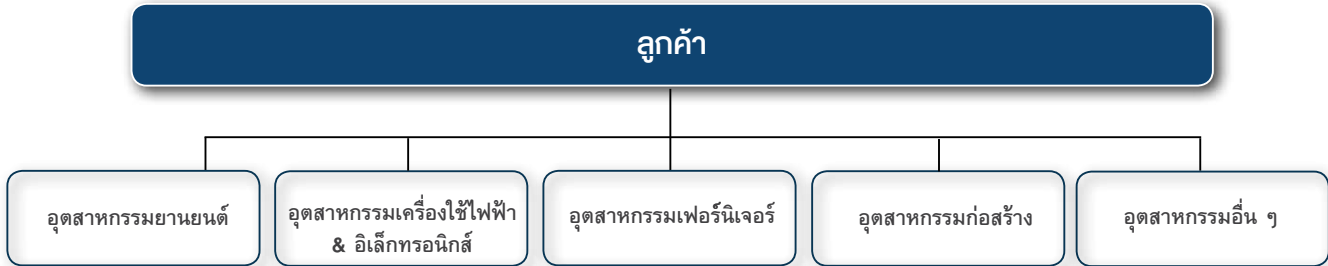 ลูกค้า
อุตสาหกรรมยานยนต์
อุตสาหกรรมเครื่องใช้ไฟฟ้า
& อิเล็กทรอนิกส์
อุตสาหกรรมเฟอร์นิเจอร์
อุตสาหกรรมก่อสร้าง
อุตสาหกรรมอื่น ๆ